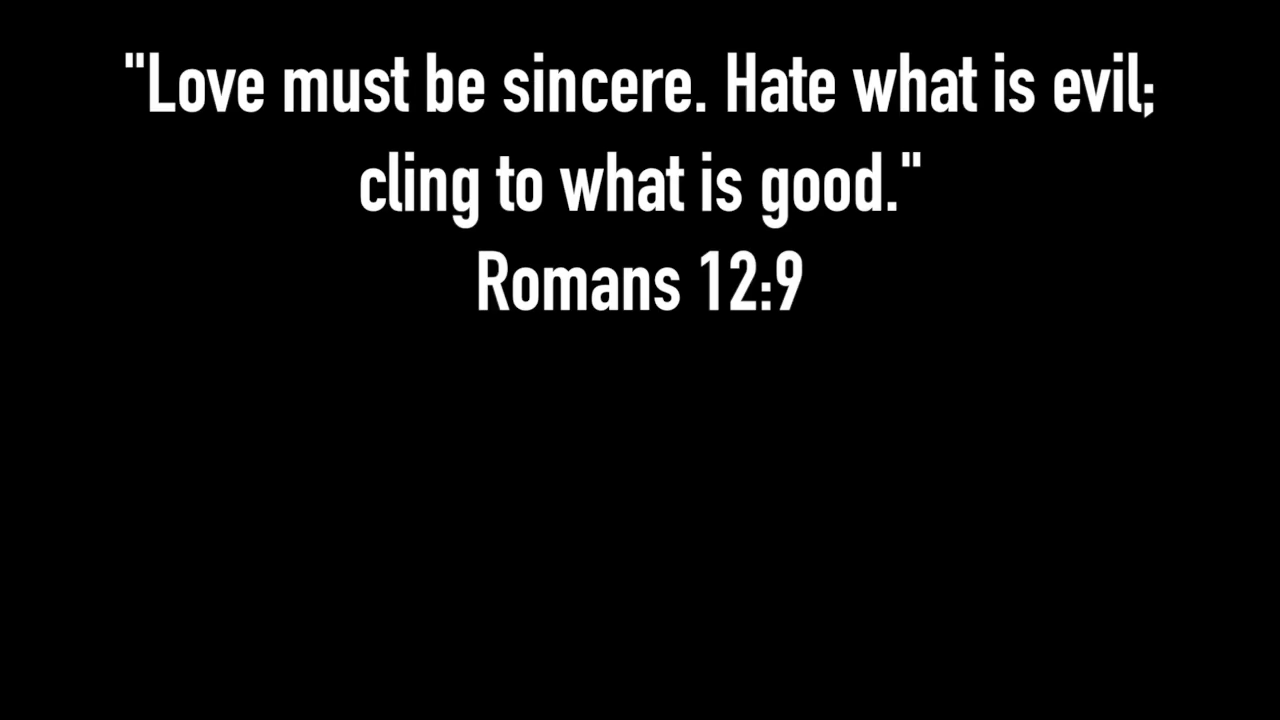 "Love must be sincere. Hate what is evil;
cling to what is good."
Romans 12:9